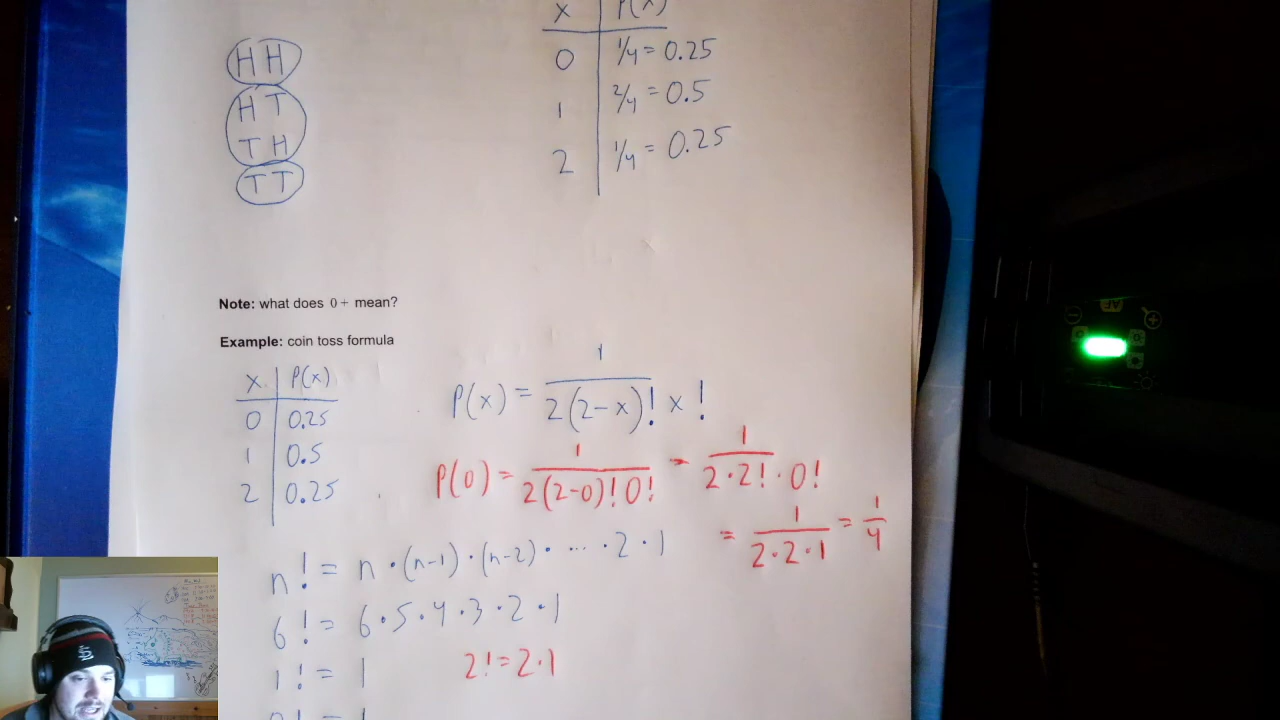 x P(x)
0 1/4 = 0.25
1 2/4 = 0.5
2 1/4 = 0.25
HH
HT
TH
TT
Note: what does 0+ mean?
Example: coin toss formula
x P(x)
0 0.25
1 0.5
2 0.25
P(x) = 1/2(2-x)!x!
P(0) = 1/2(2-0)!0! = 1/2·2!·0!
= 1/2·2·1 = 1/4
n! = n·(n-1)·(n-2)· ... ·2·1
6! = 6·5·4·3·2·1
1! = 1
2! = 2·1
0! = 1
AF